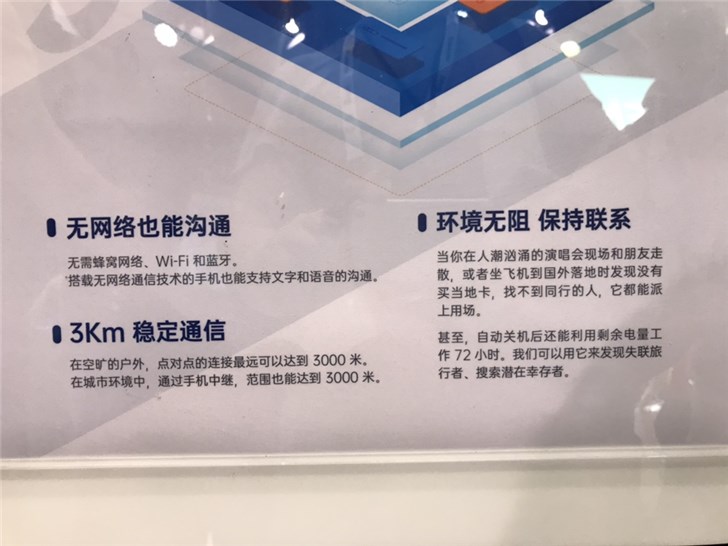 无网络也能沟通
无需蜂窝网络、Wi-Fi 和蓝牙。
*搭载无网络通信技术的手机也能支持文字和语音的沟通。
3Km 稳定通信
在空旷的户外，点对点的连接最远可以达到 3000 米。
在城市环境中，通过手机中继，范围也能达到 3000 米。
环境无阻 保持联系
当你在人潮汹涌的演唱会现场和朋友走
散，或者坐飞机到国外落地时发现没有
买当地卡，找不到同行的人，它都能派
上用场。
甚至，自动关机后还能利用剩余电量工
作 72 小时。我们可以用它来发现失联旅
行者、搜索潜在幸存者。